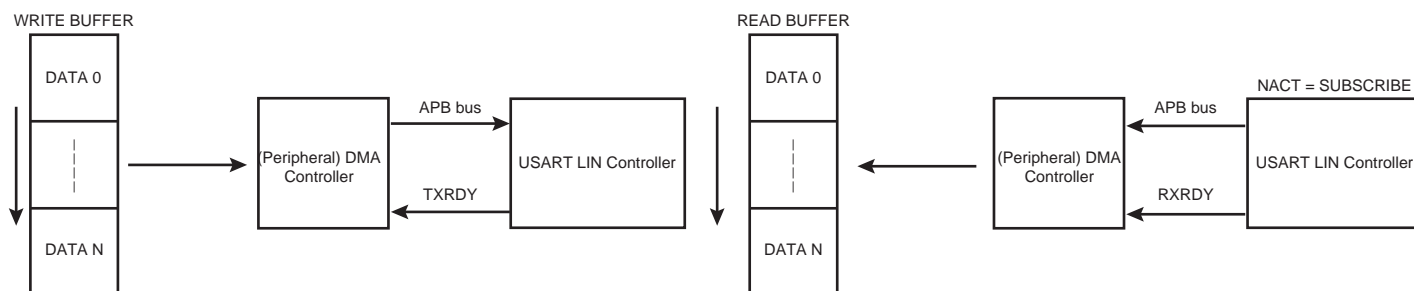 WRITE BUFFER
DATA 0
DATA N
(Peripheral) DMA
Controller
APB bus
TXRDY
USART LIN Controller
READ BUFFER
DATA 0
DATA N
(Peripheral) DMA
Controller
APB bus
RXRDY
NACT = SUBSCRIBE
USART LIN Controller